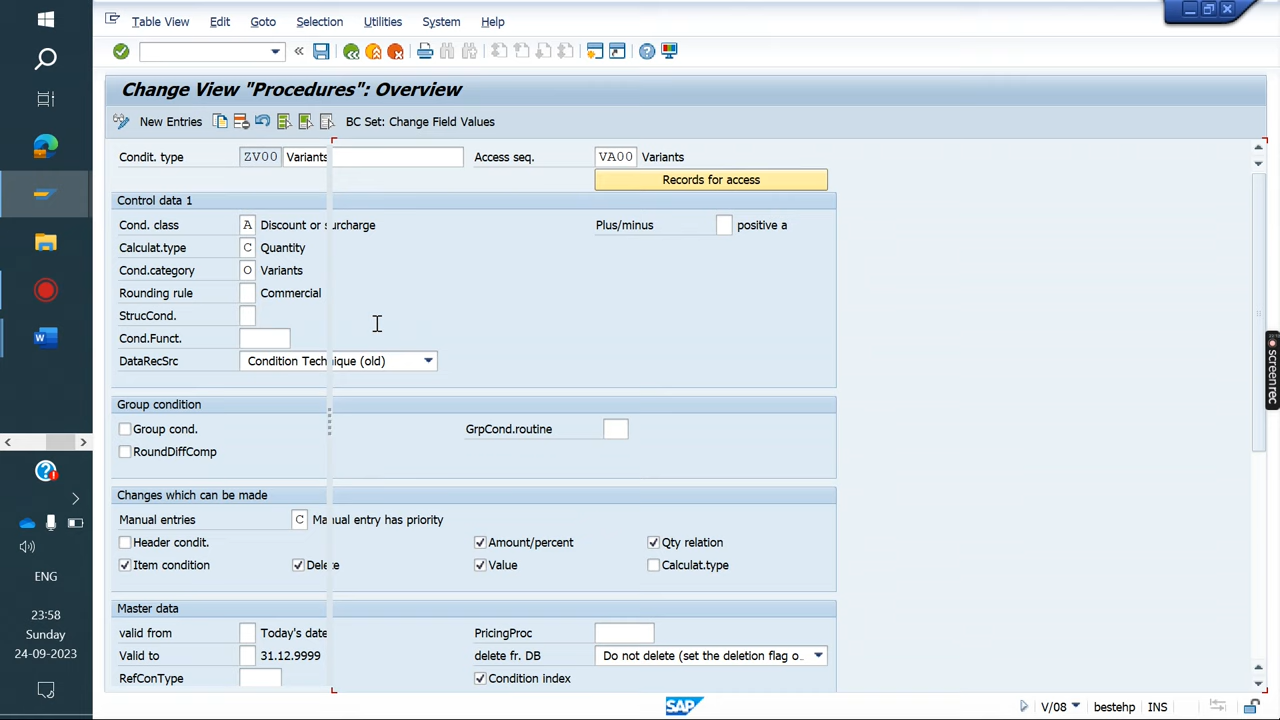 Table View Edit Goto Selection Utilities System Help
Change View "Procedures": Overview
New Entries BC Set: Change Field Values
Condit. type ZV00 Variants Access seq. VA00 Variants
Records for access
Control data 1
Cond. class A Discount or surcharge Plus/minus positive a
Calculat.type C Quantity
Cond.category O Variants
Rounding rule Commercial
StrucCond.
Cond.Funct.
DataRecSrc Condition Technique (old)
Group condition
Group cond. GrpCond.routine
RoundDiffComp
Changes which can be made
Manual entries C Manual entry has priority
Header condit. Amount/percent Qty relation
Item condition Delete Value Calculat.type
Master data
valid from Today's date PricingProc
Valid to 31.12.9999 delete fr. DB Do not delete (set the deletion flag o..
RefConType Condition index
SAP V/08 bestehp INS
ENG
23:58
Sunday
24-09-2023
screenrec